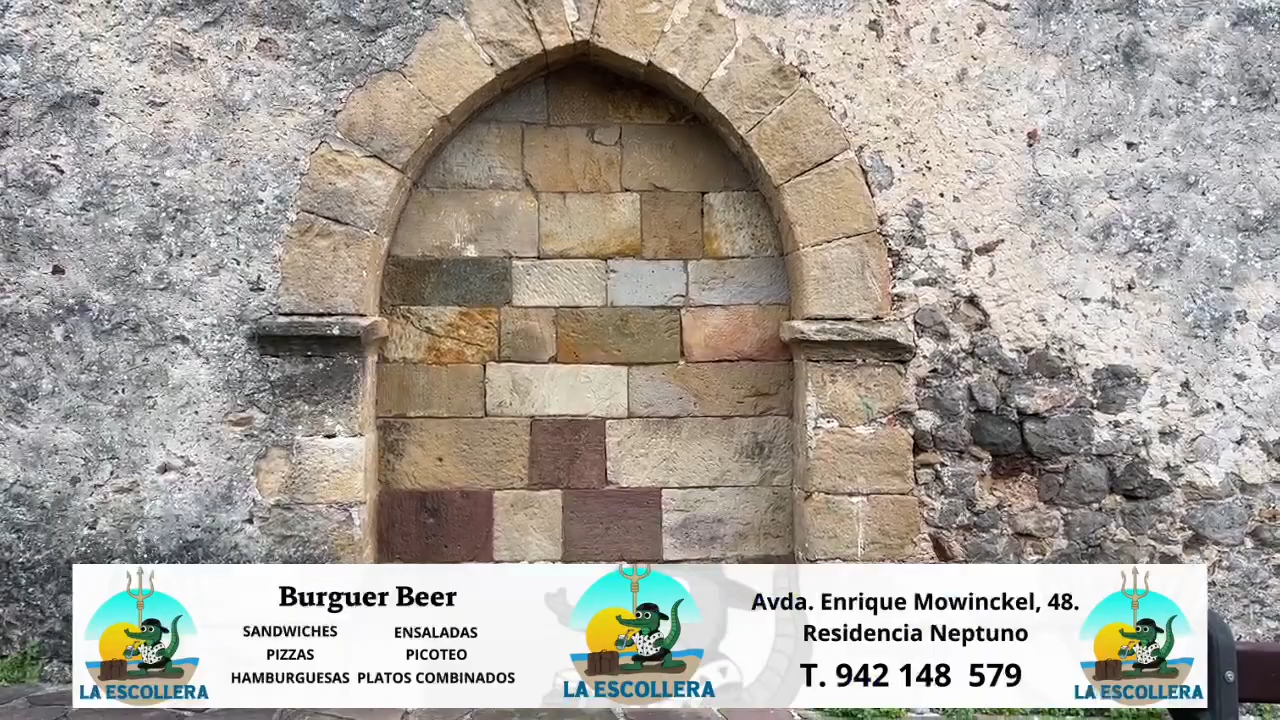 LA ESCOLLERA
Burguer Beer
SANDWICHES ENSALADAS
PIZZAS PICOTEO
HAMBURGUESAS PLATOS COMBINADOS
LA ESCOLLERA
Avda. Enrique Mowinckel, 48.
Residencia Neptuno
T. 942 148 579
LA ESCOLLERA